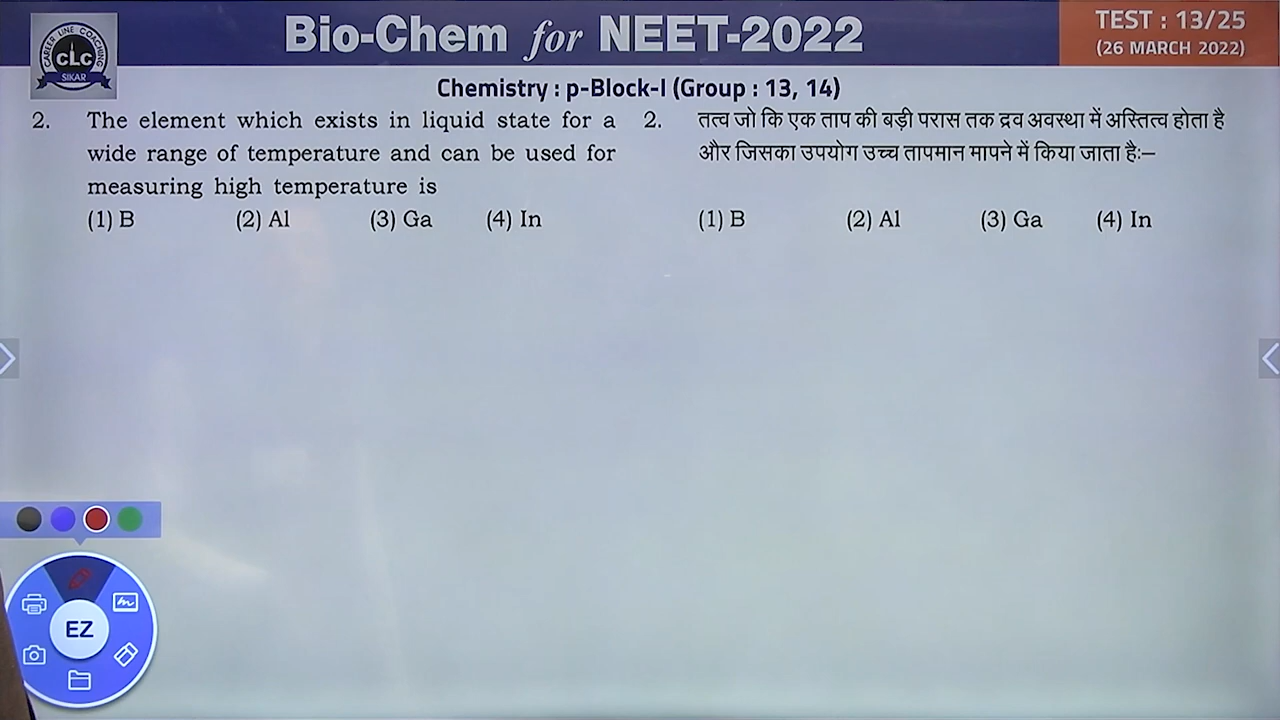 CAREER LINE COACHING
CLC
SIKAR
Bio-Chem for NEET-2022
TEST : 13/25
(26 MARCH 2022)
Chemistry : p-Block-I (Group : 13, 14)
2. The element which exists in liquid state for a
wide range of temperature and can be used for
measuring high temperature is
(1) B (2) Al (3) Ga (4) In
2. तत्व जो कि एक ताप की बड़ी परास तक द्रव अवस्था में अस्तित्व होता है
और जिसका उपयोग उच्च तापमान मापने में किया जाता है:–
(1) B (2) Al (3) Ga (4) In
EZ